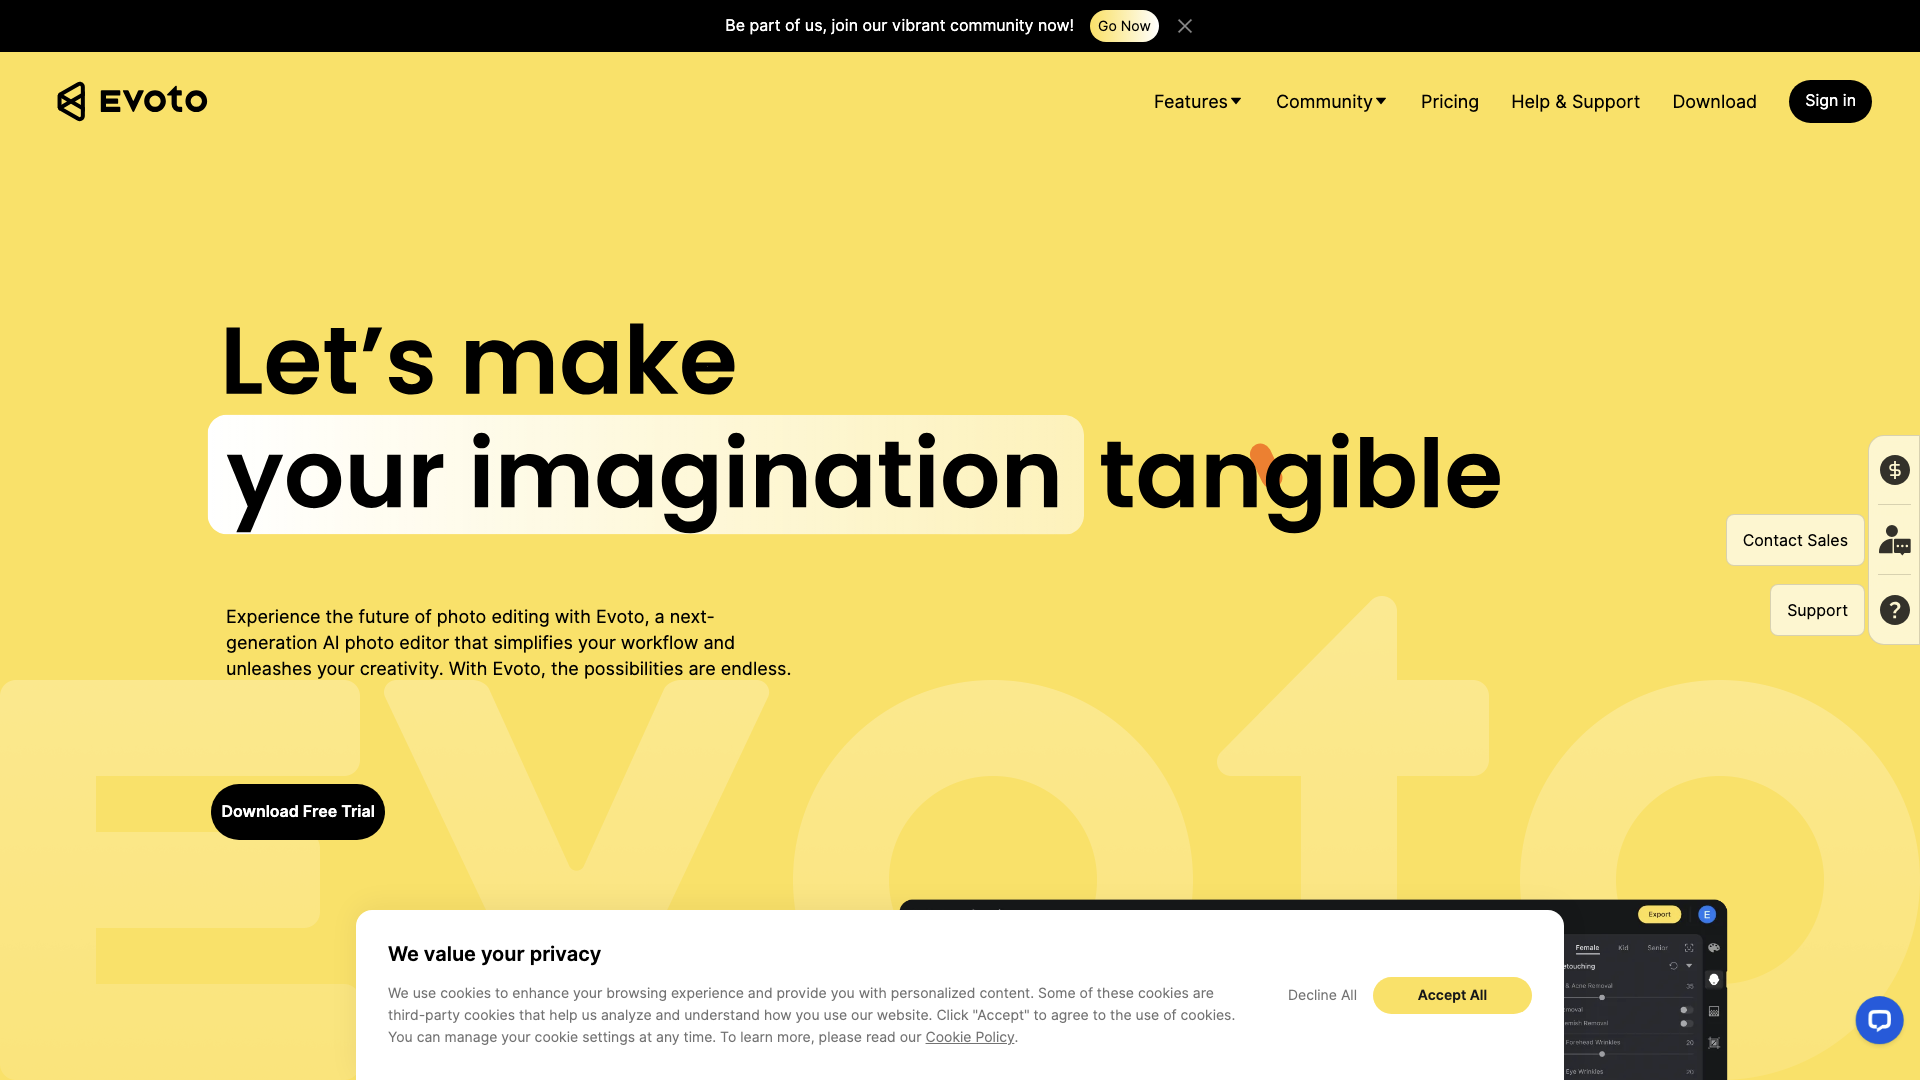 Be part of us, join our vibrant community now! Go Now
EVOTO
Features Community Pricing Help & Support Download Sign in
Let's make
your imagination tangible
Contact Sales
Support
Experience the future of photo editing with Evoto, a next-
generation AI photo editor that simplifies your workflow and
unleashes your creativity. With Evoto, the possibilities are endless.
Evoto
Download Free Trial
Export E
Female Kid Senior
etouching
& Acne Removal 35
moval
emish Removal
Forehead Wrinkles 20
Eye Wrinkles 20
We value your privacy
We use cookies to enhance your browsing experience and provide you with personalized content. Some of these cookies are
third-party cookies that help us analyze and understand how you use our website. Click "Accept" to agree to the use of cookies.
You can manage your cookie settings at any time. To learn more, please read our Cookie Policy.
Decline All Accept All